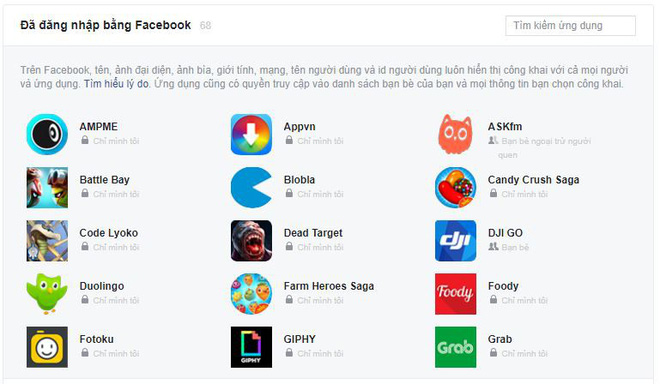 Đã đăng nhập bằng Facebook 68
Tìm kiếm ứng dụng
Trên Facebook, tên, ảnh đại diện, ảnh bìa, giới tính, mạng, tên người dùng và id người dùng luôn hiển thị công khai với cả mọi người
và ứng dụng. Tìm hiểu lý do. Ứng dụng cũng có quyền truy cập vào danh sách bạn bè của bạn và mọi thông tin bạn chọn công khai.
AMPME
Chỉ mình tôi
Appvn
Chỉ mình tôi
ASKfm
Bạn bè ngoại trừ người
quen
Battle Bay
Chỉ mình tôi
Blobla
Chỉ mình tôi
Candy Crush Saga
Chỉ mình tôi
Code Lyoko
Chỉ mình tôi
Dead Target
Chỉ mình tôi
dji
DJI GO
Bạn bè
Duolingo
Chỉ mình tôi
Farm Heroes Saga
Chỉ mình tôi
Foody
Foody
Chỉ mình tôi
Fotoku
Chỉ mình tôi
GIPHY
GIPHY
Chỉ mình tôi
Grab
Grab
Chỉ mình tôi